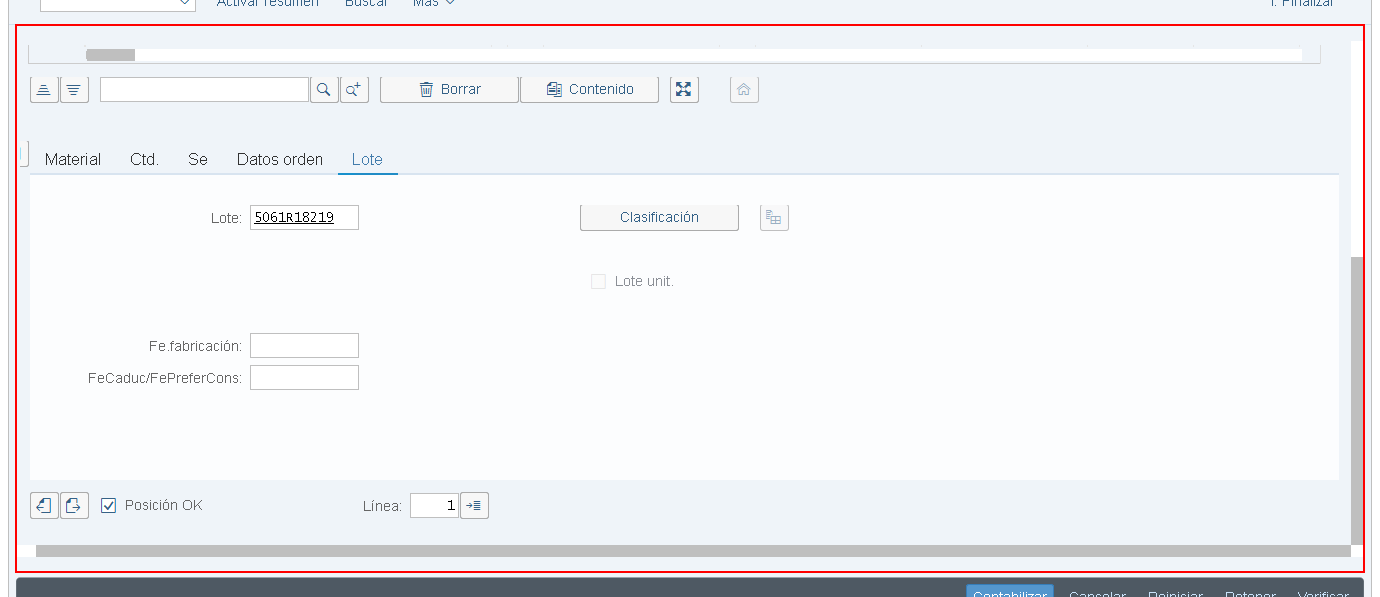 Activar resumen Buscar Más
Finalizar
Borrar Contenido
Material Ctd. Se Datos orden Lote
Lote: 5061R18219 Clasificación
Lote unit.
Fe.fabricación:
FeCaduc/FePreferCons:
Posición OK Línea: 1
Contabilizar Cancelar Reiniciar Retener Verificar